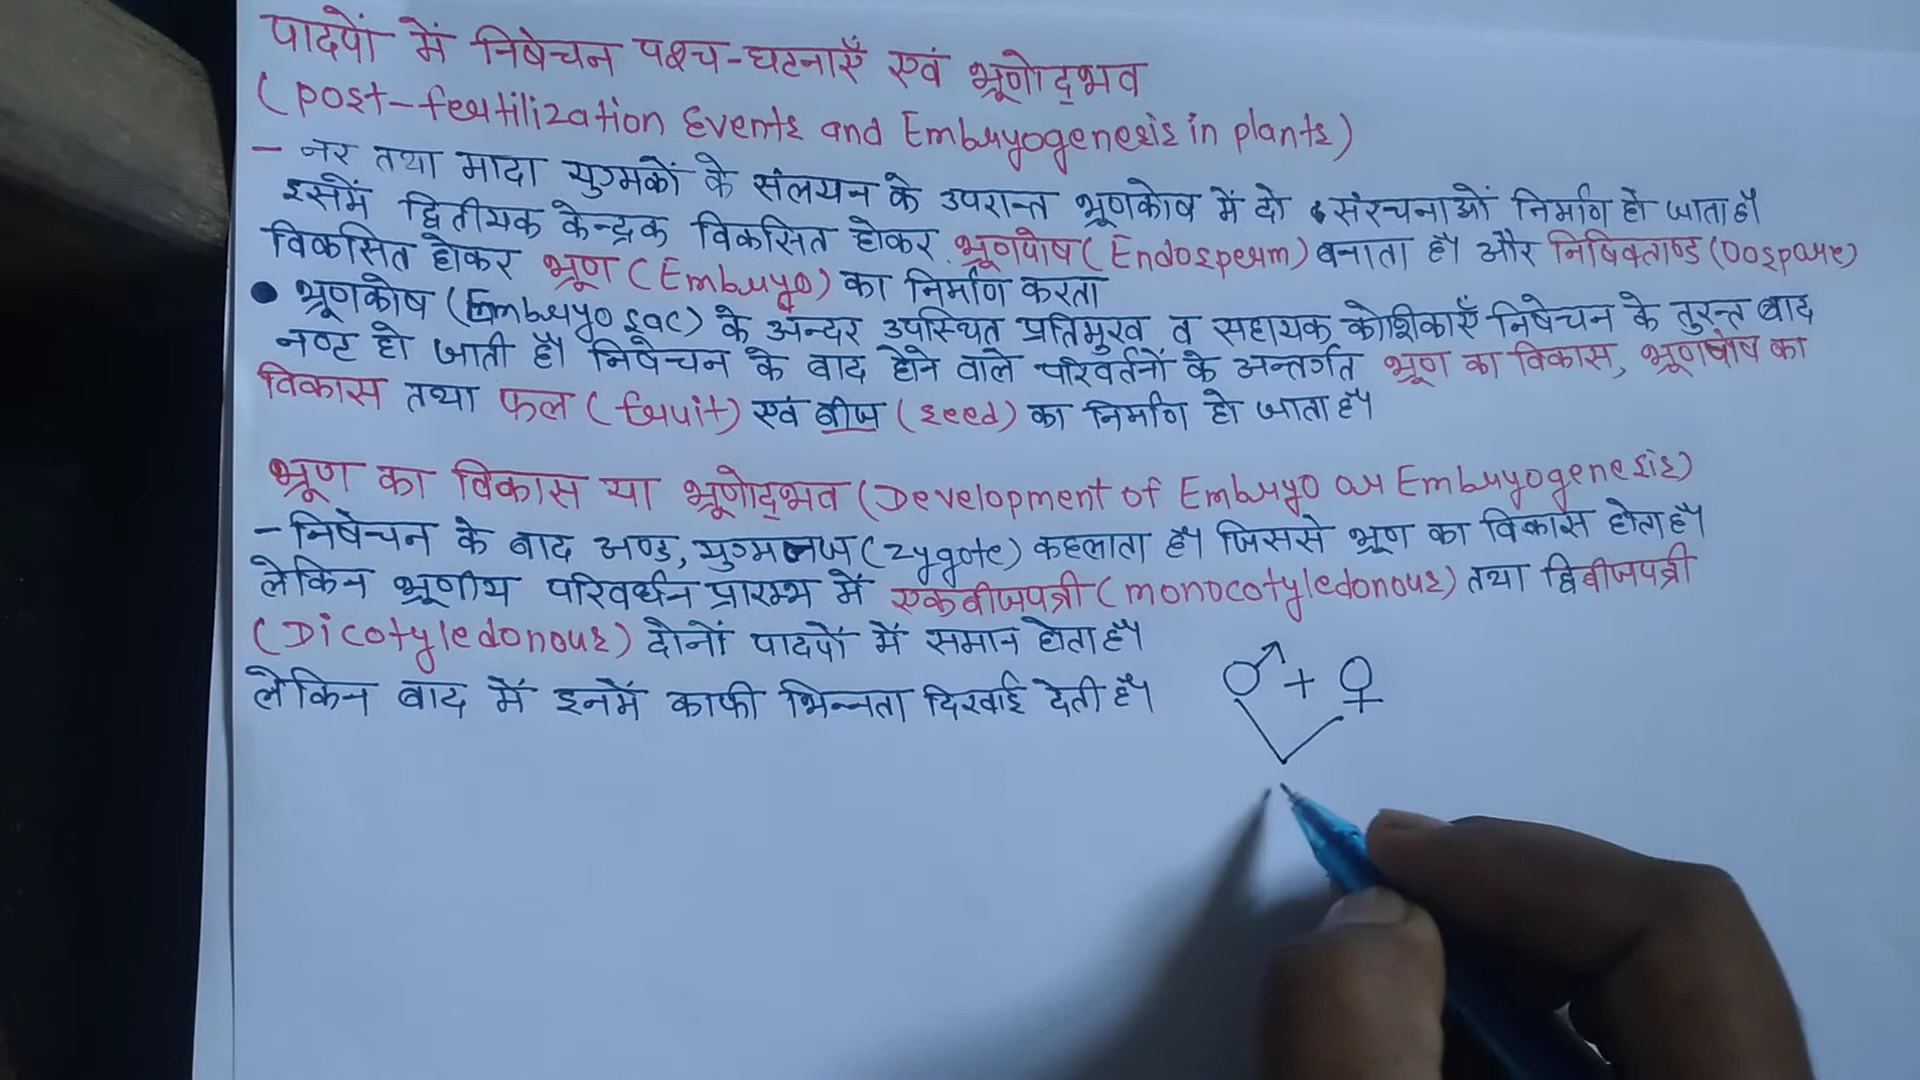 पादपों में निषेचन पश्च-घटनाएँ एवं भ्रूणोद्भव
(post-fertilization Events and Embryogenesis in plants)
- नर तथा मादा युग्मकों के संलयन के उपरान्त भ्रूणकोष में दो संरचनाओं निर्माण हो जाता है।
इसमें द्वितीयक केन्द्रक विकसित होकर भ्रूणपोष (Endosperm) बनाता है। और निषिक्ताण्ड (Oospore)
विकसित होकर भ्रूण (Embryo) का निर्माण करता
● भ्रूणकोष (Embryo sac) के अन्दर उपस्थित प्रतिमुख व सहायक कोशिकाएँ निषेचन के तुरन्त बाद
नष्ट हो जाती है। निषेचन के बाद होने वाले परिवर्तनों के अन्तर्गत भ्रूण का विकास, भ्रूणपोष का
विकास तथा फल (fruit) एवं बीज (seed) का निर्माण हो जाता है।
भ्रूण का विकास या भ्रूणोद्भव (Development of Embryo or Embryogenesis)
- निषेचन के बाद अण्ड, युग्मनज (zygote) कहलाता है। जिससे भ्रूण का विकास होता है।
लेकिन भ्रूणीय परिवर्धन प्रारम्भ में एकबीजपत्री (monocotyledonous) तथा द्विबीजपत्री
(Dicotyledonous) दोनों पादपों में समान होता है।
लेकिन बाद में इनमें काफी भिन्नता दिखाई देती है।
♂ + ♀